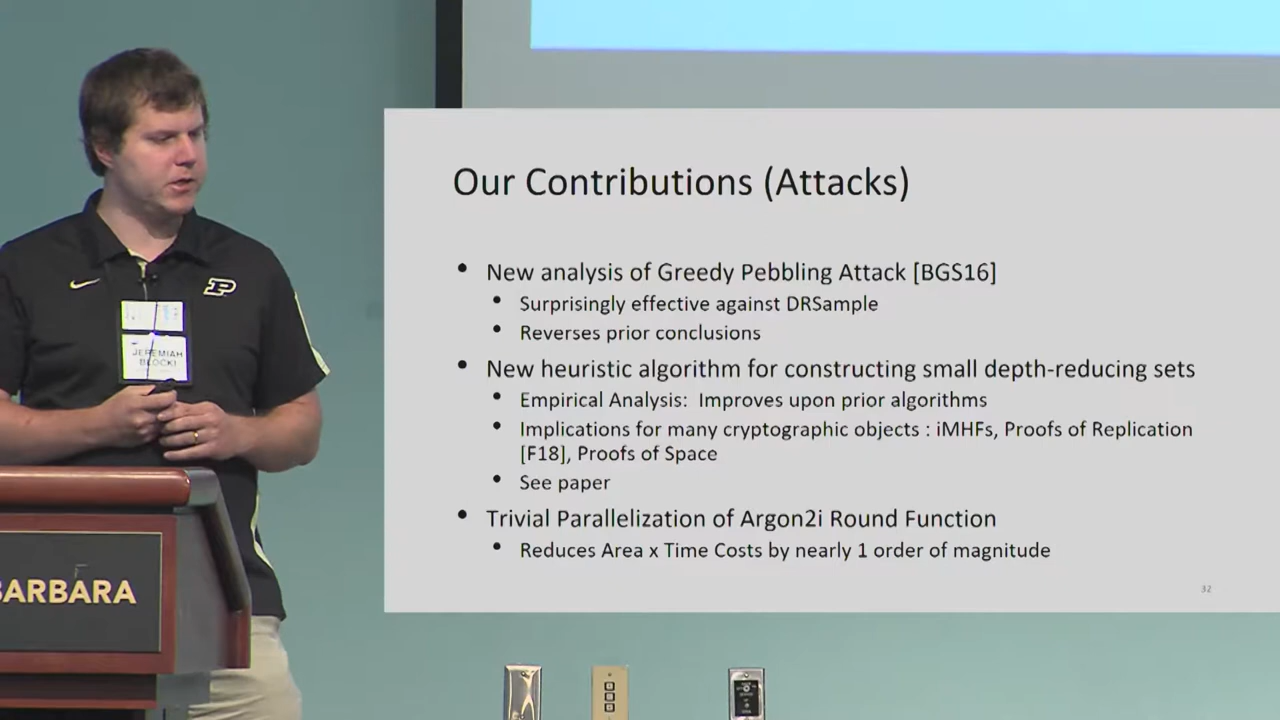 Our Contributions (Attacks)
• New analysis of Greedy Pebbling Attack [BGS16]
• Surprisingly effective against DRSample
• Reverses prior conclusions
• New heuristic algorithm for constructing small depth-reducing sets
• Empirical Analysis: Improves upon prior algorithms
• Implications for many cryptographic objects : iMHFs, Proofs of Replication
[F18], Proofs of Space
• See paper
• Trivial Parallelization of Argon2i Round Function
• Reduces Area x Time Costs by nearly 1 order of magnitude
32
P
JEREMIAH
BLOCKI
BARBARA